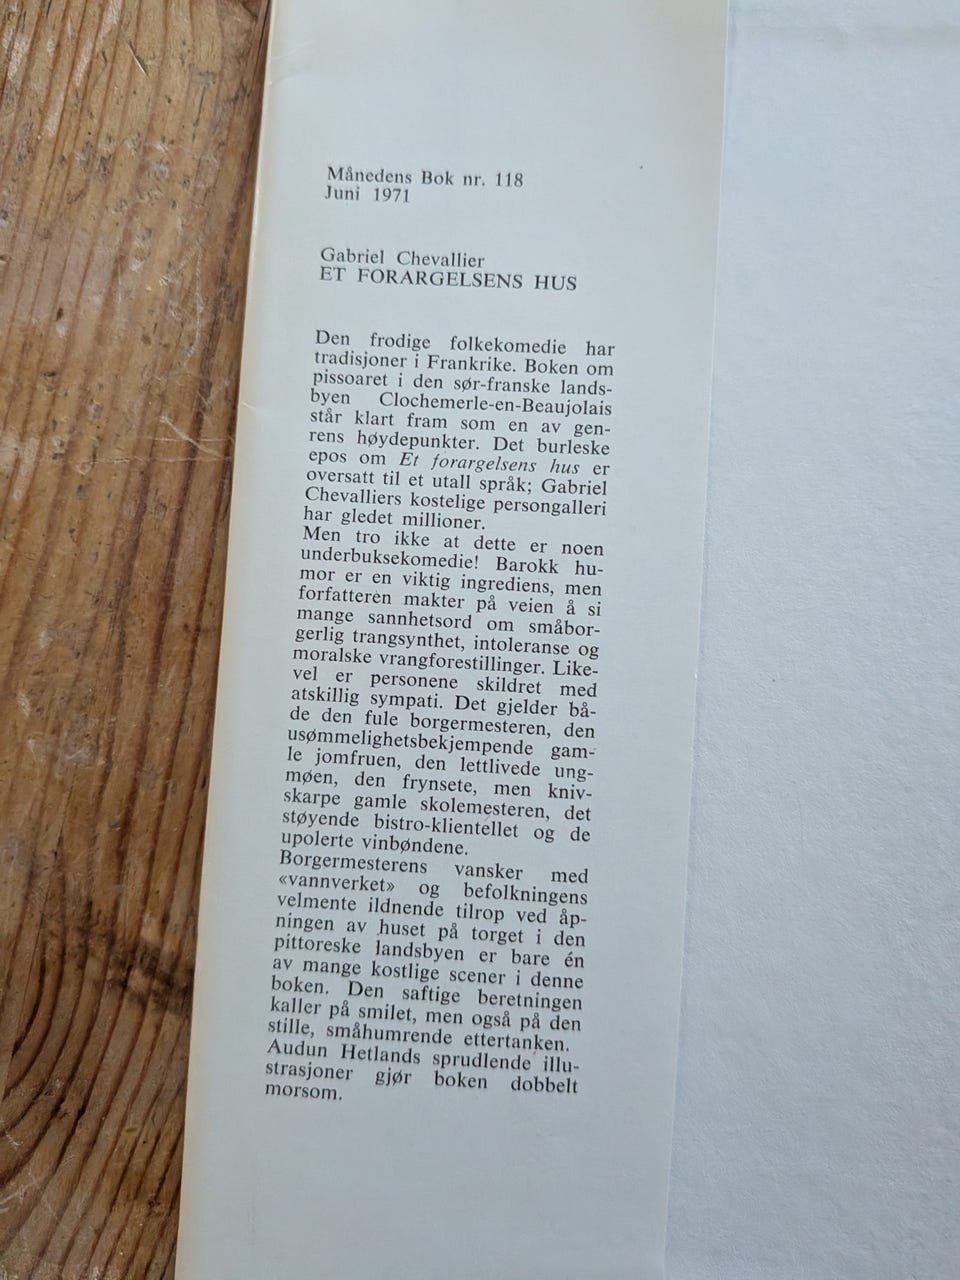 Månedens Bok nr. 118
Juni 1971
Gabriel Chevallier
ET FORARGELSENS HUS
Den frodige folkekomedie har
tradisjoner i Frankrike. Boken om
pissoaret i den sør-franske lands-
byen Clochemerle-en-Beaujolais
står klart fram som en av gen-
rens høydepunkter. Det burleske
epos om Et forargelsens hus er
oversatt til et utall språk; Gabriel
Chevalliers kostelige persongalleri
har gledet millioner.
Men tro ikke at dette er noen
underbuksekomedie! Barokk hu-
mor er en viktig ingrediens, men
forfatteren makter på veien å si
mange sannhetsord om småbor-
gerlig trangsynthet, intoleranse og
moralske vrangforestillinger. Like-
vel er personene skildret med
atskillig sympati. Det gjelder bå-
de den fule borgermesteren, den
usømmelighetsbekjempende gam-
le jomfruen, den lettlivede ung-
møen, den frynsete, men kniv-
skarpe gamle skolemesteren, det
støyende bistro-klientellet og de
upolerte vinbøndene.
Borgermesterens vansker med
«vannverket» og befolkningens
velmente ildnende tilrop ved åp-
ningen av huset på torget i den
pittoreske landsbyen er bare én
av mange kostlige scener i denne
boken. Den saftige beretningen
kaller på smilet, men også på den
stille, småhumrende ettertanken.
Audun Hetlands sprudlende illu-
strasjoner gjør boken dobbelt
morsom.